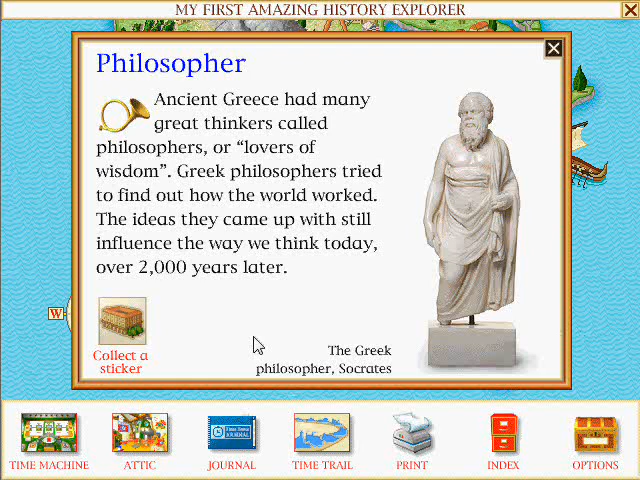 MY FIRST AMAZING HISTORY EXPLORER
Philosopher
Ancient Greece had many
great thinkers called
philosophers, or “lovers of
wisdom”. Greek philosophers tried
to find out how the world worked.
The ideas they came up with still
influence the way we think today,
over 2,000 years later.
W
Collect a
sticker
The Greek
philosopher, Socrates
TIME MACHINE
ATTIC
JOURNAL
TIME TRAIL
PRINT
INDEX
OPTIONS